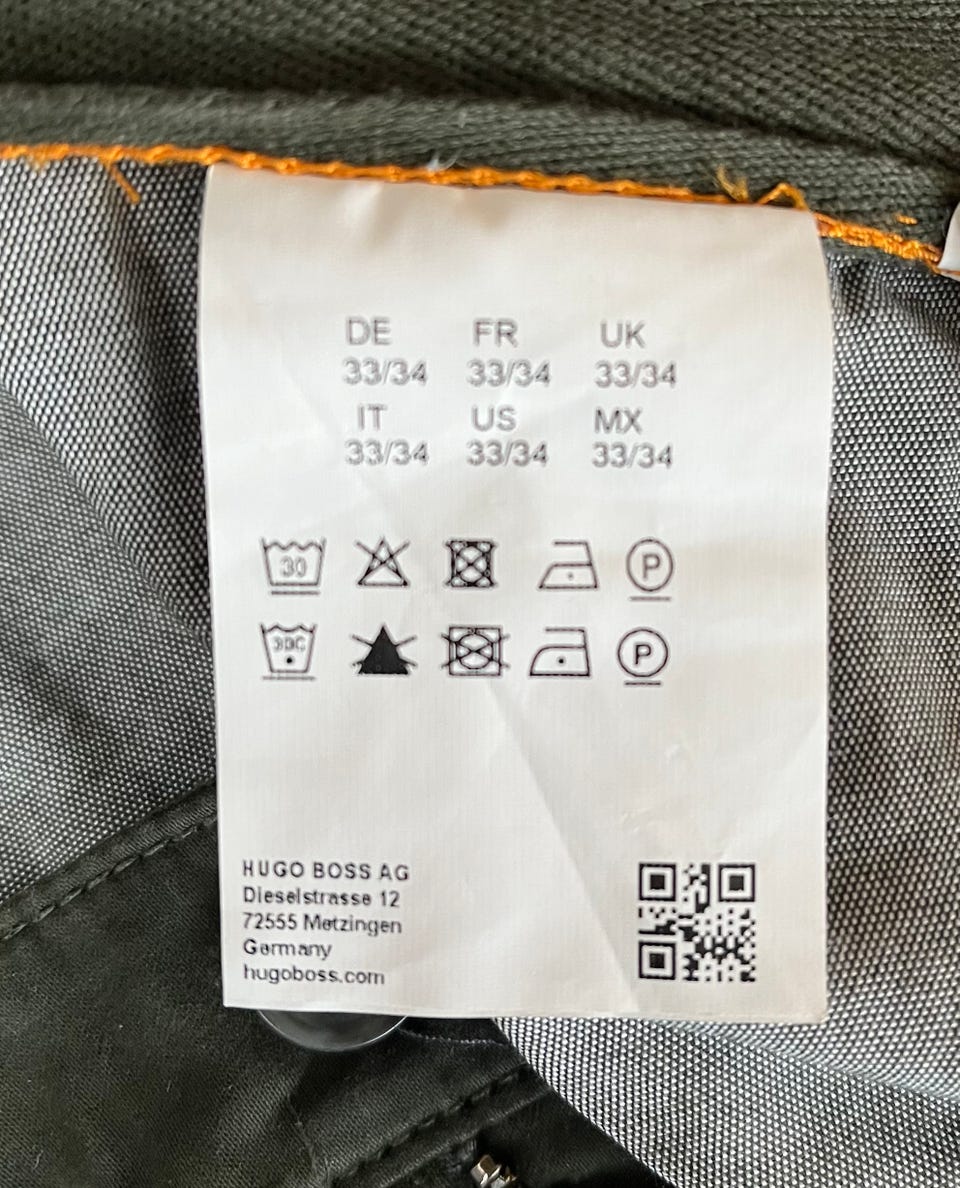 DE FR UK
33/34 33/34 33/34
IT US MX
33/34 33/34 33/34
30 P
30C P
HUGO BOSS AG
Dieselstrasse 12
72555 Metzingen
Germany
hugoboss.com